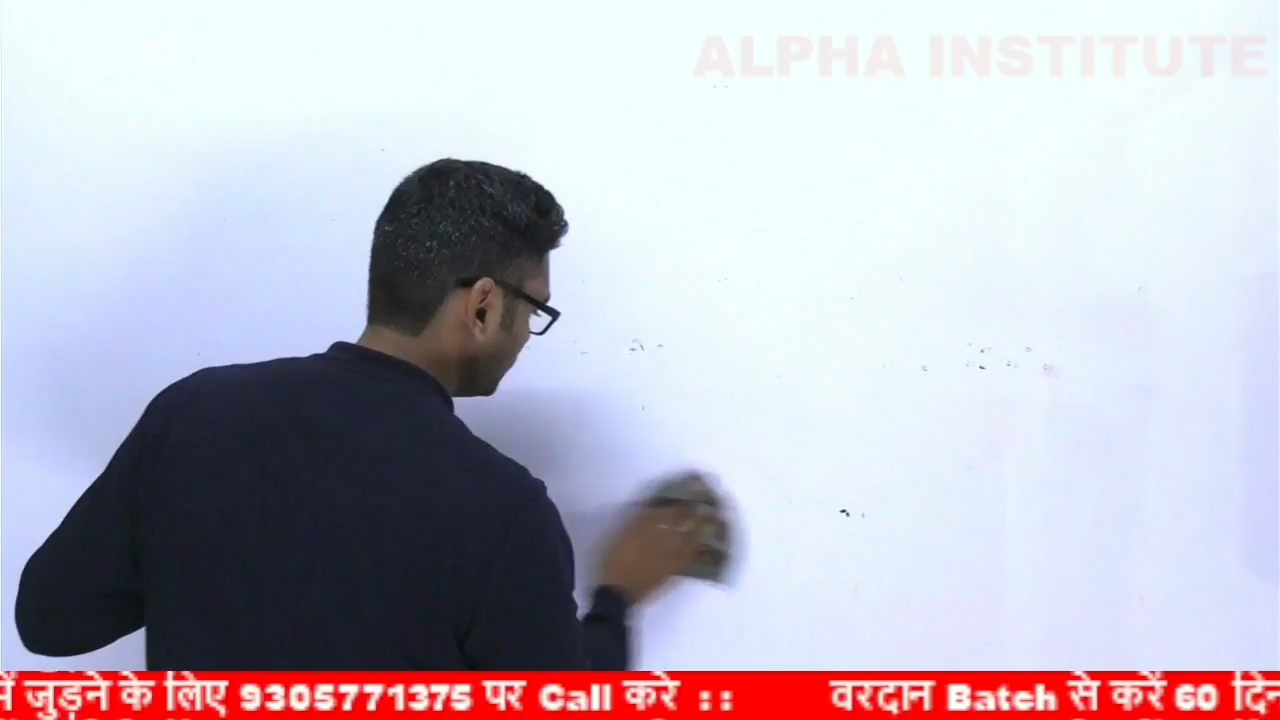 ALPHA INSTITUTE
में जुड़ने के लिए 9305771375 पर Call करे : : वरदान Batch से करें 60 दिन